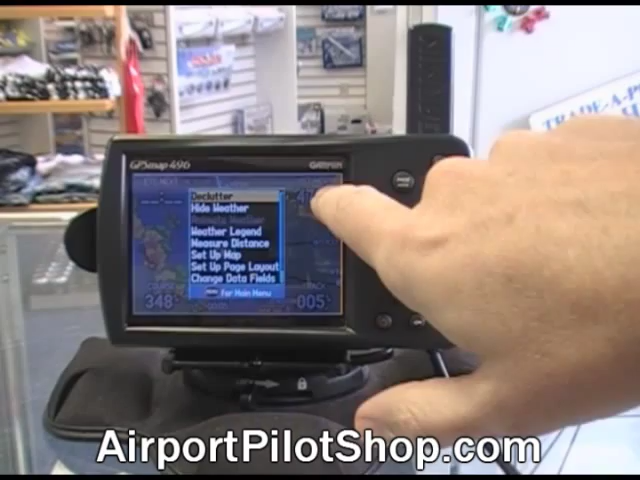 GPSmap 496
GARMIN
TRADE-A-P
Declutter
Hide Weather
Weather Legend
Measure Distance
Set Up Map
Set Up Page Layout
Change Data Fields
for Main Menu
348°
005°
AirportPilotShop.com